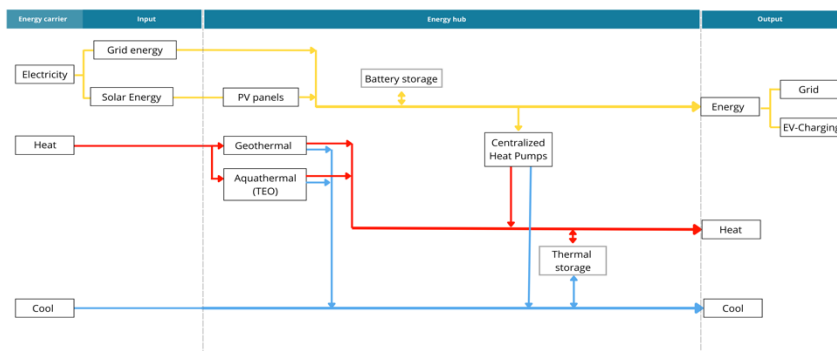 Energy carrier
Input
Energy hub
Output
Grid energy
Electricity
Battery storage
Solar Energy
PV panels
Grid
Energy
EV-Charging
Heat
Geothermal
Centralized
Heat Pumps
Aquathermal
(TEO)
Heat
Thermal
storage
Cool
Cool